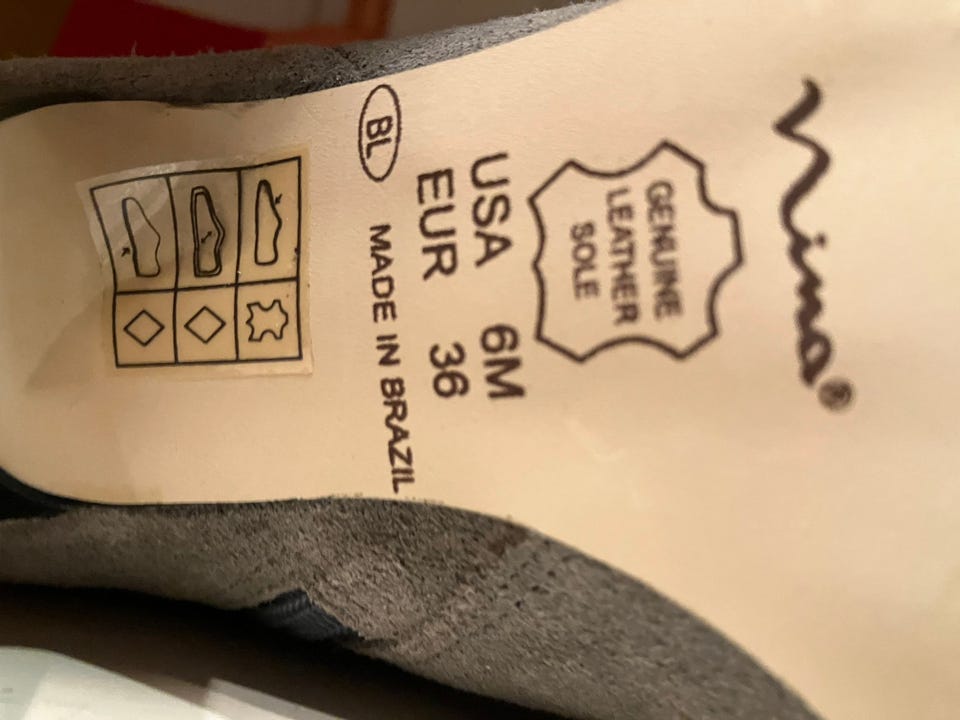 nina®
GENUINE
LEATHER
SOLE
USA 6M
EUR 36
BL MADE IN BRAZIL